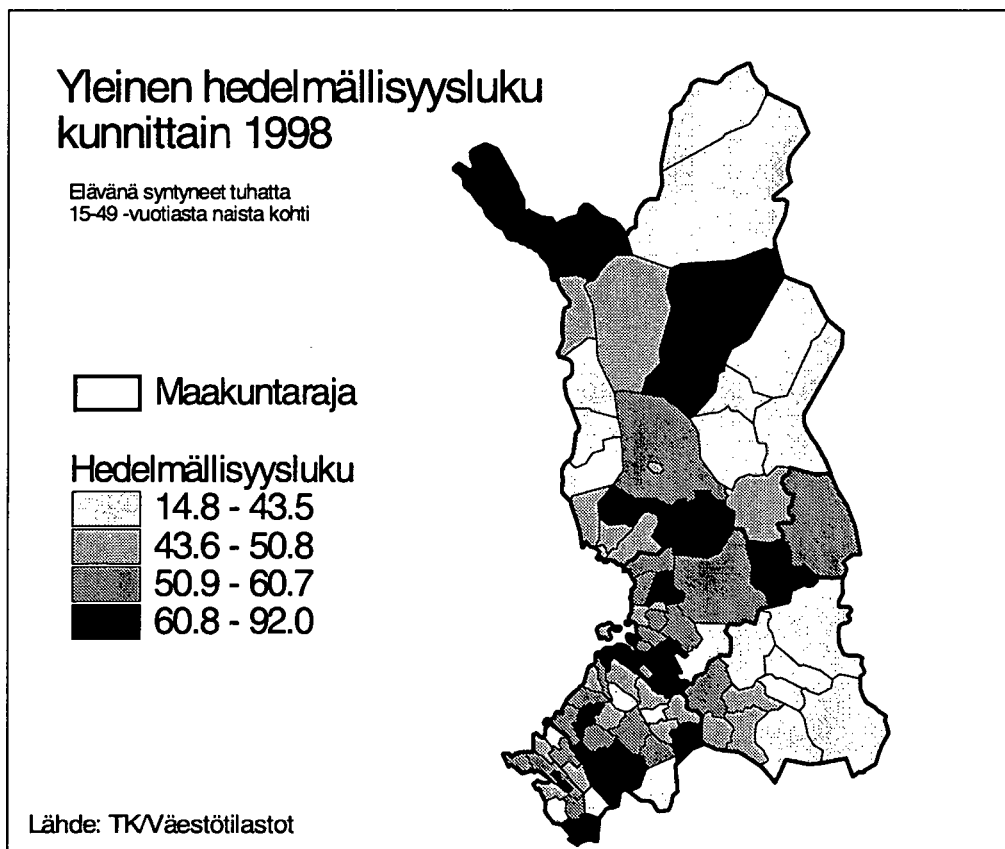 Yleinen hedelmällisyysluku
kunnittain 1998
Elävänä syntyneet tuhatta
15-49 -vuotiasta naista kohti
Maakuntaraja
Hedelmällisyysluku
14.8 - 43.5
43.6 - 50.8
50.9 - 60.7
60.8 - 92.0
Lähde: TK/Väestötilastot